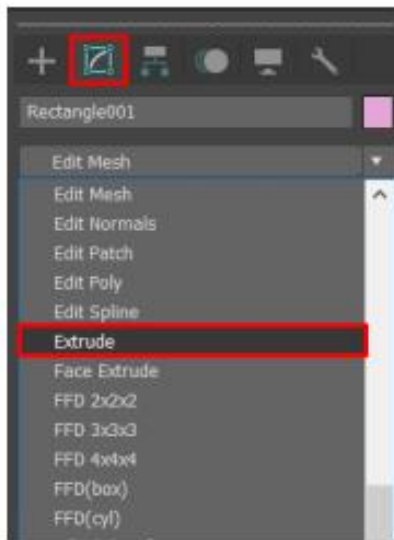 Rectangle001
Edit Mesh
Edit Mesh
Edit Normals
Edit Patch
Edit Poly
Edit Spline
Extrude
Face Extrude
FFD 2x2x2
FFD 3x3x3
FFD 4x4x4
FFD(box)
FFD(cyl)